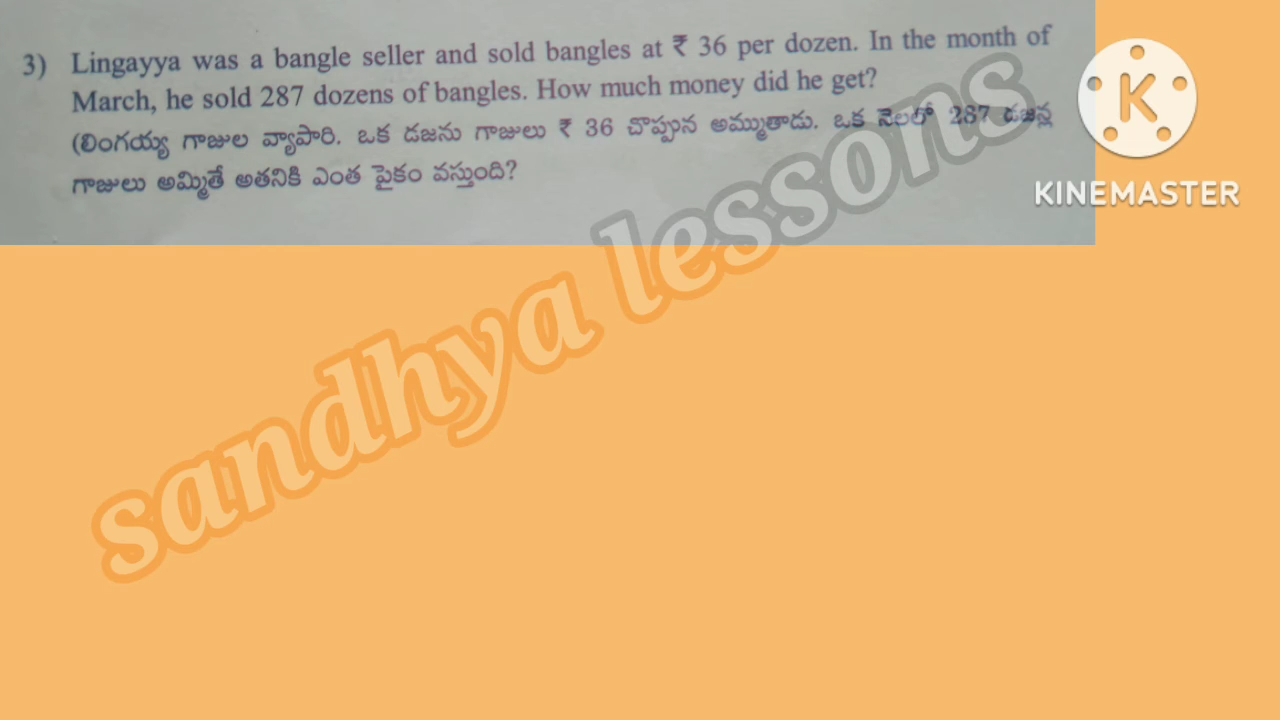 3) Lingayya was a bangle seller and sold bangles at ₹ 36 per dozen. In the month of
March, he sold 287 dozens of bangles. How much money did he get?
(లింగయ్య గాజుల వ్యాపారి. ఒక డజను గాజులు ₹ 36 చొప్పున అమ్ముతాడు. ఒక నెలలో 287 డజన్ల
గాజులు అమ్మితే అతనికి ఎంత పైకం వస్తుంది?
K
KINEMASTER
sandhya lessons